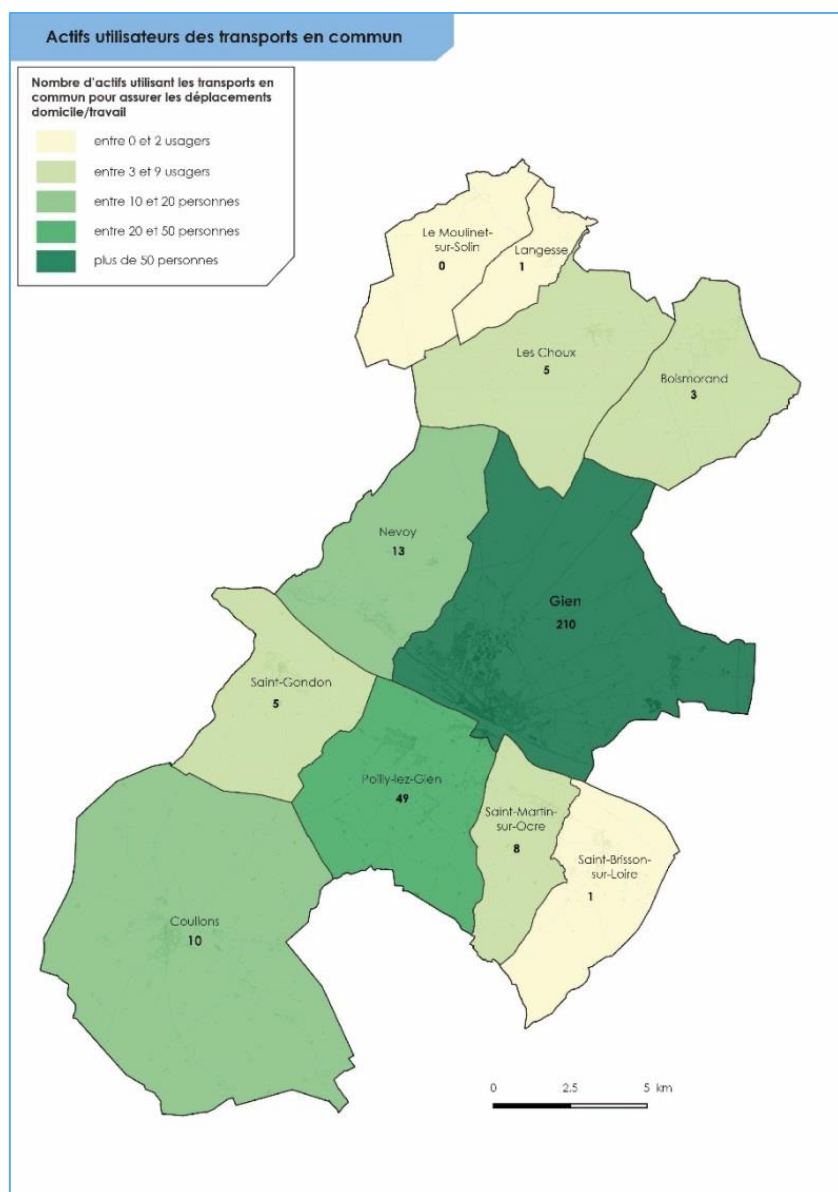 Actifs utilisateurs des transports en commun
Nombre d'actifs utilisant les transports en
commun pour assurer les déplacements
domicile/travail
entre 0 et 2 usagers
entre 3 et 9 usagers
entre 10 et 20 personnes
entre 20 et 50 personnes
plus de 50 personnes
Le Moulinet-
sur-Solin
0
Langesse
1
Les Choux
5
Boismorand
3
Nevoy
13
Gien
210
Saint-Gondon
5
Poilly-lez-Gien
49
Saint-Martin-
sur-Ocre
8
Saint-Brisson-
sur-Loire
1
Coullons
10
0 2.5 5 km